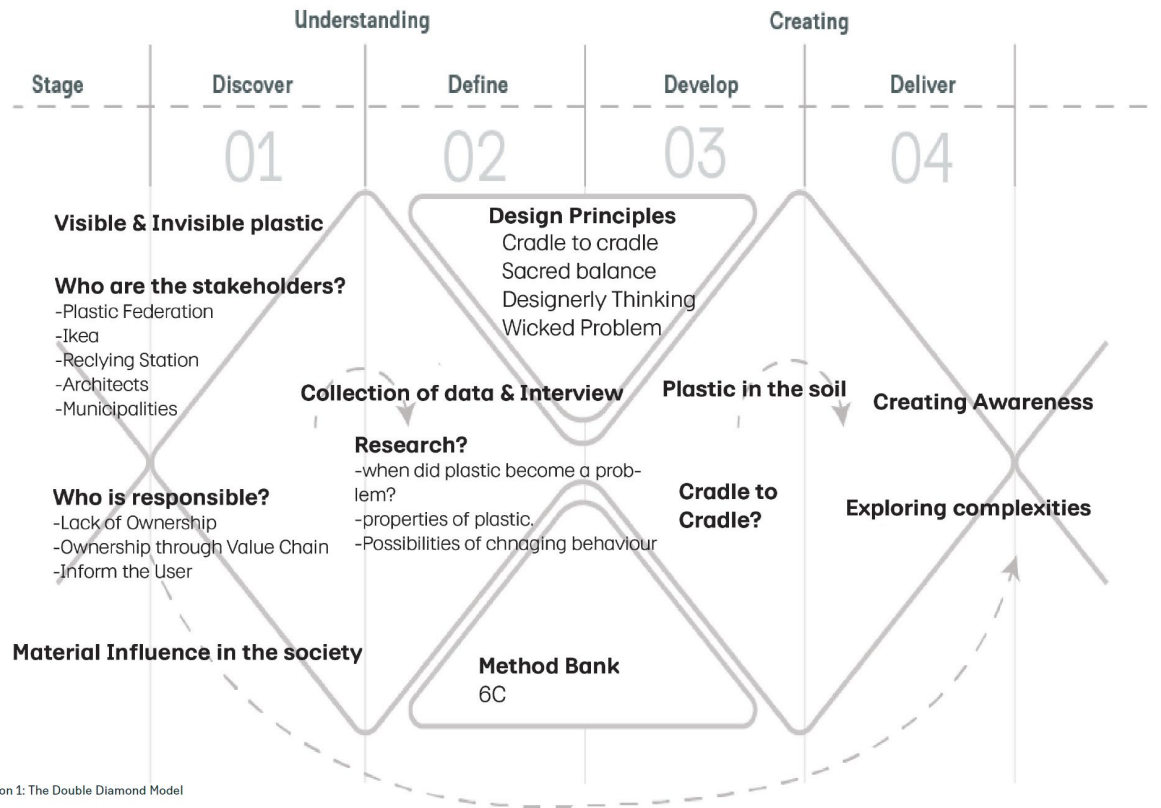 Understanding
Creating
Stage
Discover
Define
Develop
Deliver
01
02
03
04
Visible & Invisible plastic
Who are the stakeholders?
-Plastic Federation
-Ikea
-Reclying Station
-Architects
-Municipalities
Who is responsible?
-Lack of Ownership
-Ownership through Value Chain
-Inform the User
Material Influence in the society
Design Principles
Cradle to cradle
Sacred balance
Designerly Thinking
Wicked Problem
Collection of data & Interview
Research?
-when did plastic become a prob-
lem?
-properties of plastic.
-Possibilities of chnaging behaviour
Method Bank
6C
Plastic in the soil
Cradle to
Cradle?
Creating Awareness
Exploring complexities
on 1: The Double Diamond Model